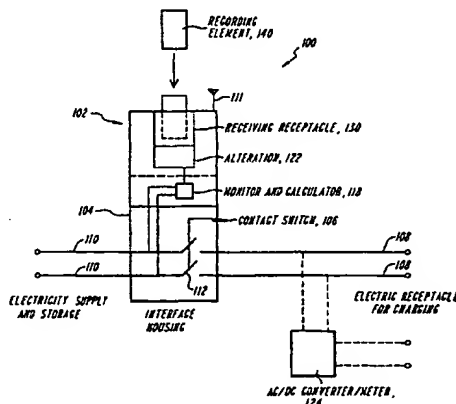 RECORDING
ELEMENT, 140
100
111
102
RECEIVING RECEPTACLE, 130
ALTERATION, 122
MONITOR AND CALCULATOR, 118
104
CONTACT SWITCH, 106
110
108
110
108
112
ELECTRICITY SUPPLY
AND STORAGE
INTERFACE
HOUSING
ELECTRIC RECEPTACLE
FOR CHARGING
AC/DC CONVERTER/METER,
124